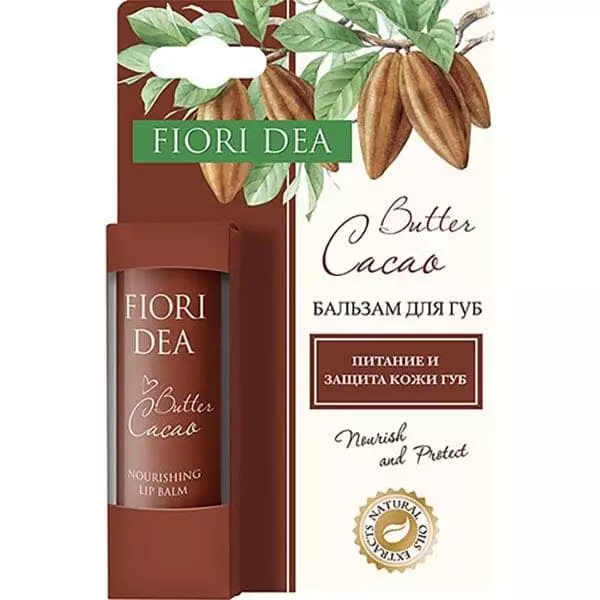 FIORI DEA
Butter
Cacao
БАЛЬЗАМ ДЛЯ ГУБ
ПИТАНИЕ И
ЗАЩИТА КОЖИ ГУБ
Nourish
and Protect
NATURAL OILS EXTRACTS
FIORI
DEA
Butter
Cacao
NOURISHING
LIP BALM